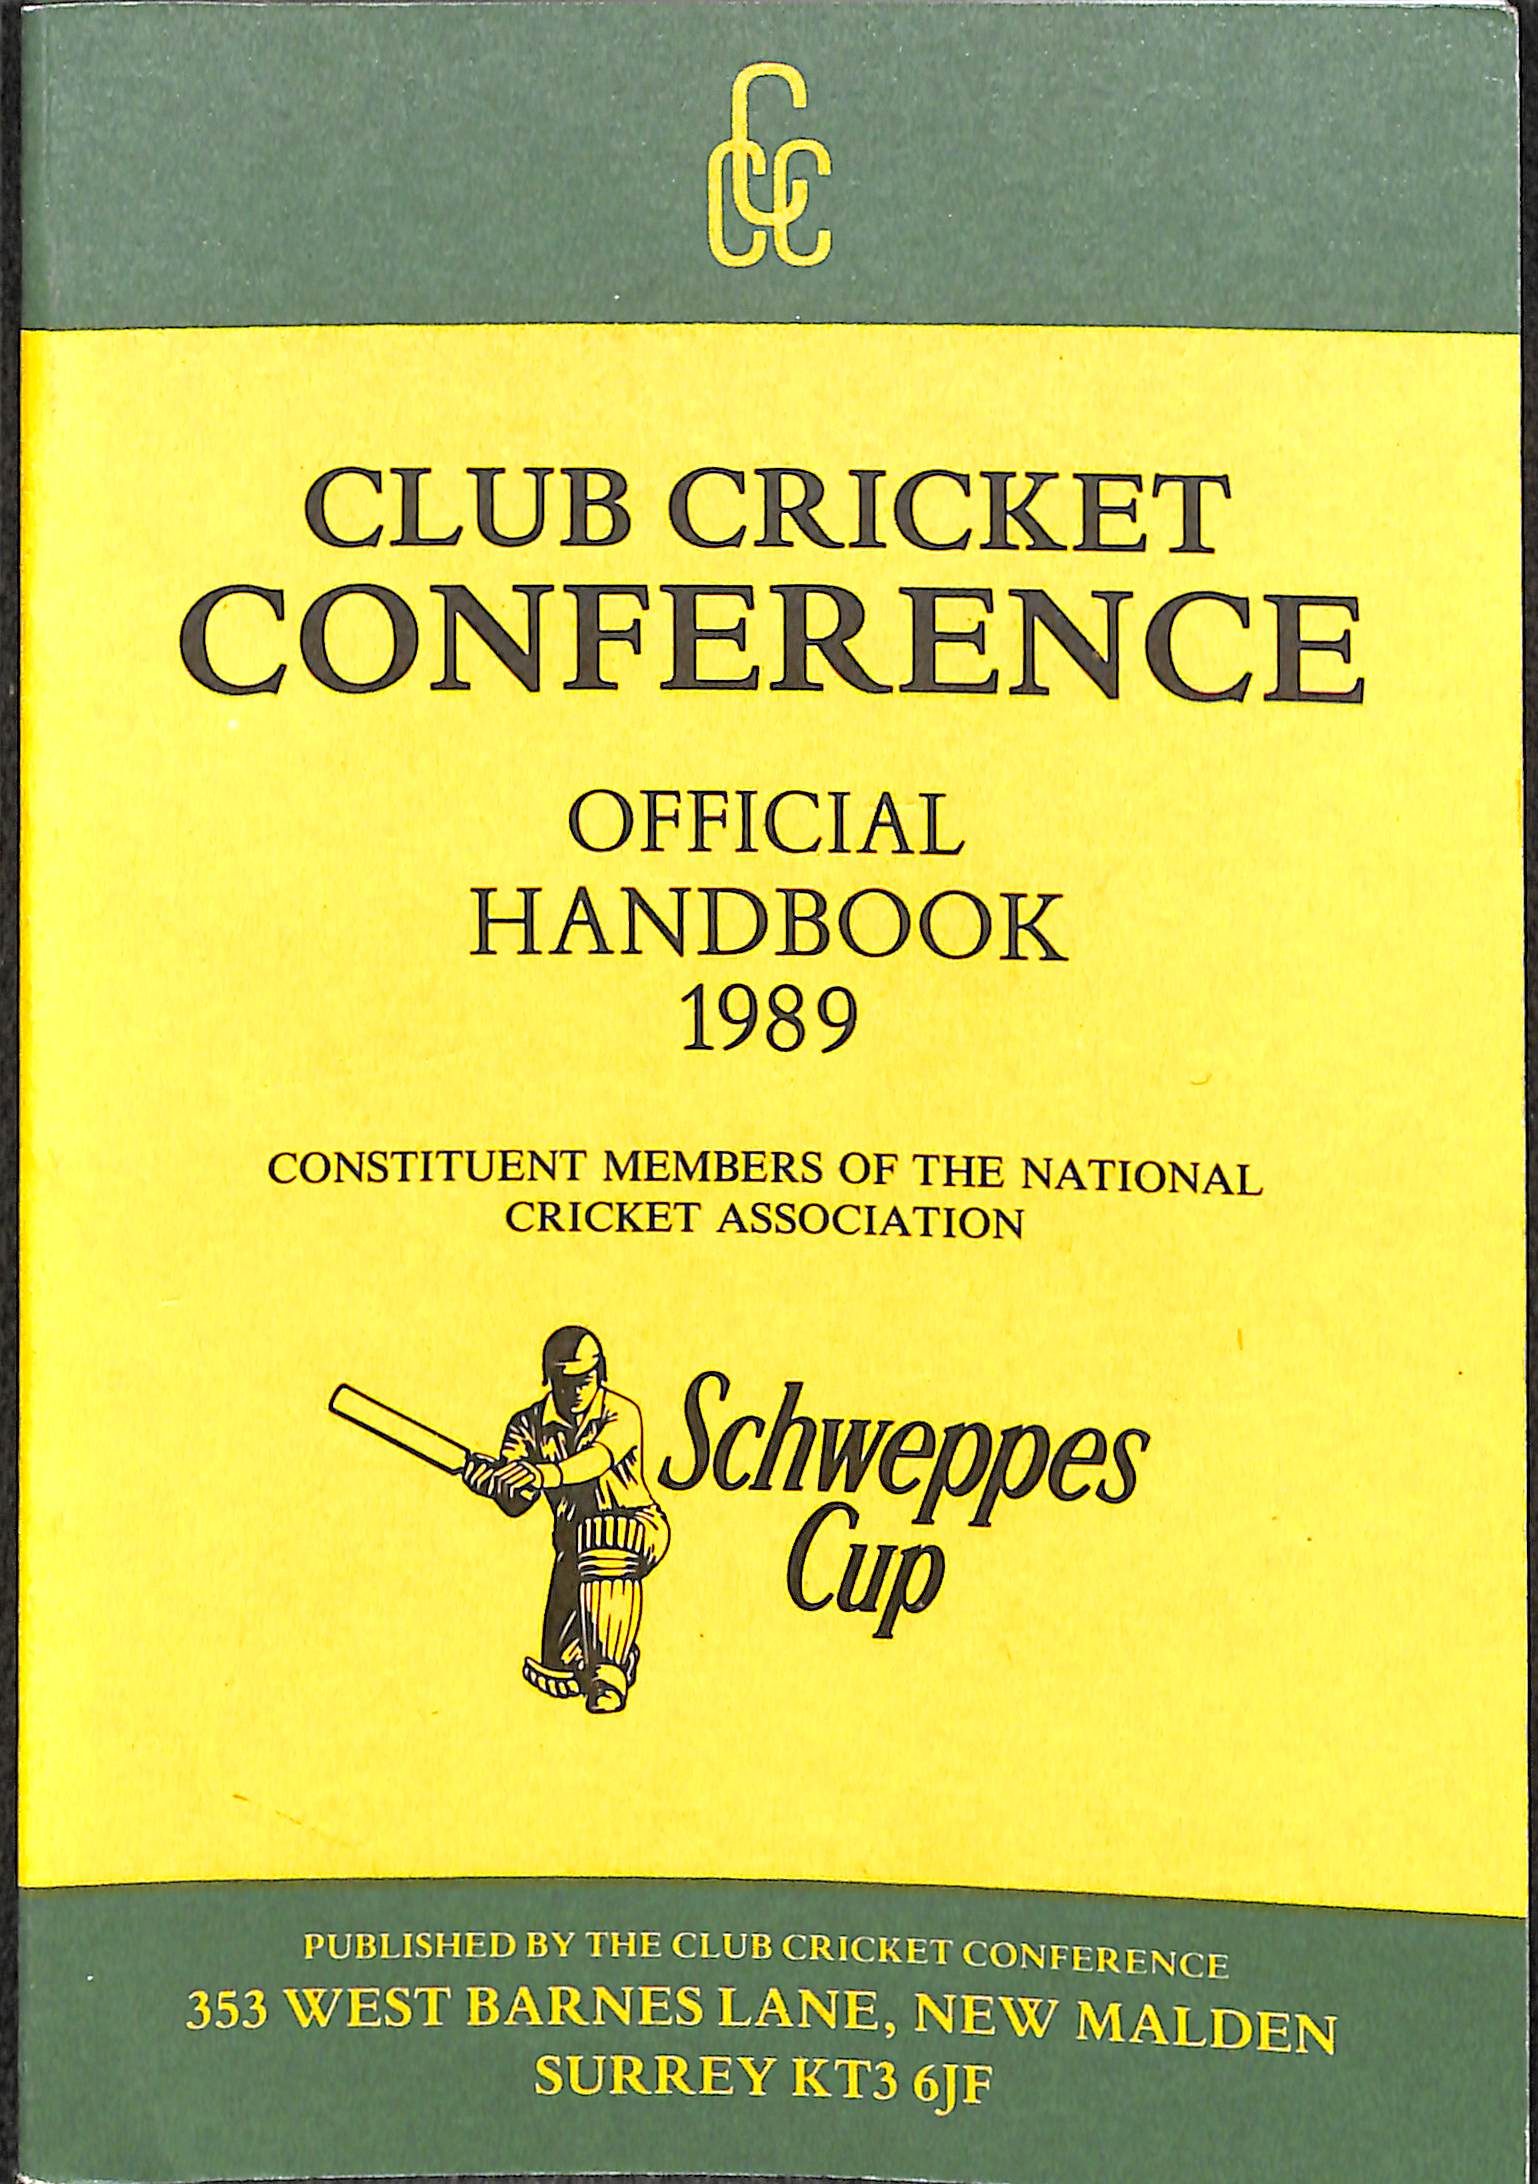 CCC
CLUB CRICKET
CONFERENCE
OFFICIAL
HANDBOOK
1989
CONSTITUENT MEMBERS OF THE NATIONAL
CRICKET ASSOCIATION
Schweppes
Cup
PUBLISHED BY THE CLUB CRICKET CONFERENCE
353 WEST BARNES LANE, NEW MALDEN
SURREY KT3 6JF